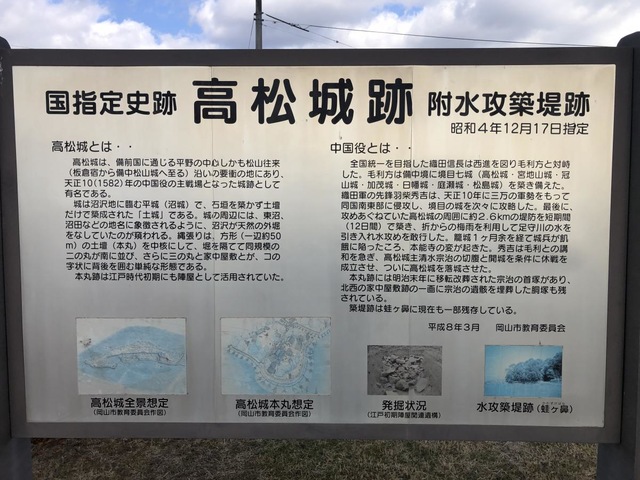 国指定史跡 高松城跡 附水攻築堤跡
昭和4年12月17日指定
高松城とは・・
高松城は、備前国に通じる平野の中心しかも松山往来
(板倉宿から備中松山城へ至る)沿いの要衝の地にあり、
天正10(1582)年の中国役の主戦場となった城跡として
有名である。
城は沼沢地に臨む平城(沼城)で、石垣を築かず土壇
だけで築成された「土城」である。城の周辺には、東沼、
沼田などの地名に象徴されるように、沼沢が天然の外堀
をなしていたのが窺われる。縄張りは、方形(一辺約50
m)の土壇(本丸)を中核にして、堀を隔てて同規模の
二の丸が南に並び、さらに三の丸と家中屋敷とが、コの
字状に背後を囲む単純な形態である。
本丸跡には江戸時代初期にも陣屋として活用されていた。
中国役とは・・
全国統一を目指した織田信長は西進を図り毛利方と対峙
した。毛利方は備中境に境目七城(高松城・宮地山城・冠
山城・加茂城・日幡城・庭瀬城・松島城)を築き備えた。
織田軍の先鋒羽柴秀吉は、天正10年に三万の軍勢をもって
同国南東部に侵攻し、境目の城を次々に攻略した。最後に、
攻めあぐねていた高松城の周囲に約2.6kmの堤防を短期間
(12日間)で築き、折からの梅雨を利用して足守川の水を
引き入れ水攻めを敢行した。籠城1ヶ月余を経て城兵が飢
餓に陥ったころ、本能寺の変が起きた。秀吉は毛利との講
和を急ぎ、高松城主清水宗治の切腹と開城を条件に休戦を
成立させ、ついに高松城を落城させた。
本丸跡には明治末年に移転改葬された宗治の首塚があり、
北西の家中屋敷跡の一画に宗治の遺骸を埋葬した胴塚も残
されている。
築堤跡は蛙ヶ鼻に現在も一部残存している。
平成8年3月 岡山市教育委員会
高松城全景想定
(岡山市教育委員会作図)
高松城本丸想定
(岡山市教育委員会作図)
発掘状況
(江戸初期陣屋関連遺構)
水攻築堤跡(蛙ヶ鼻)